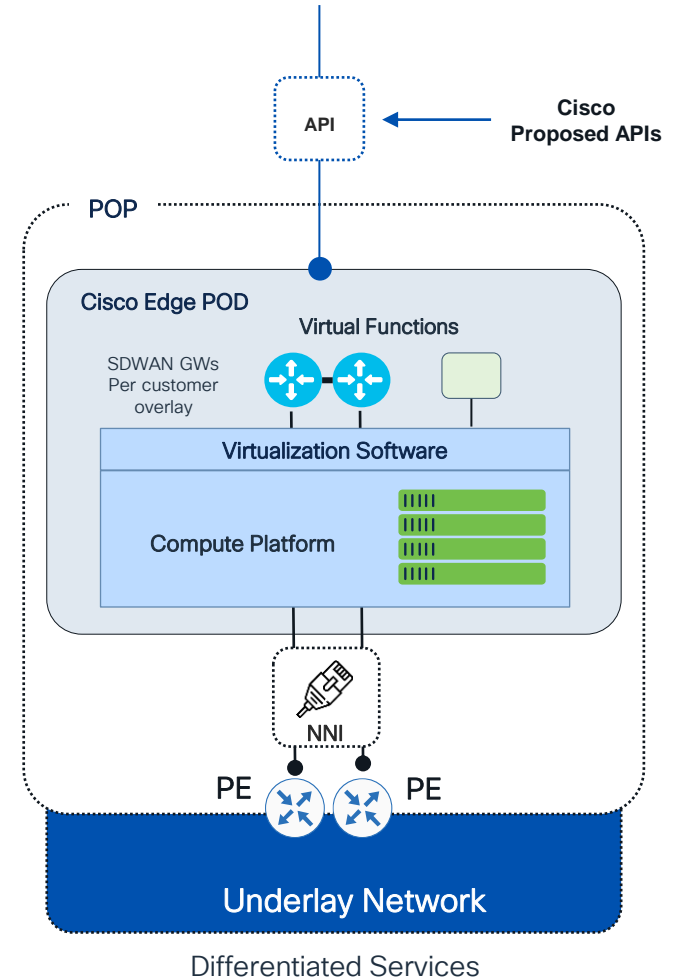 API
Cisco
Proposed APIs
POP
Cisco Edge POD
Virtual Functions
SDWAN GWs
Per customer
overlay
Virtualization Software
Compute Platform
NNI
PE
PE
Underlay Network
Differentiated Services